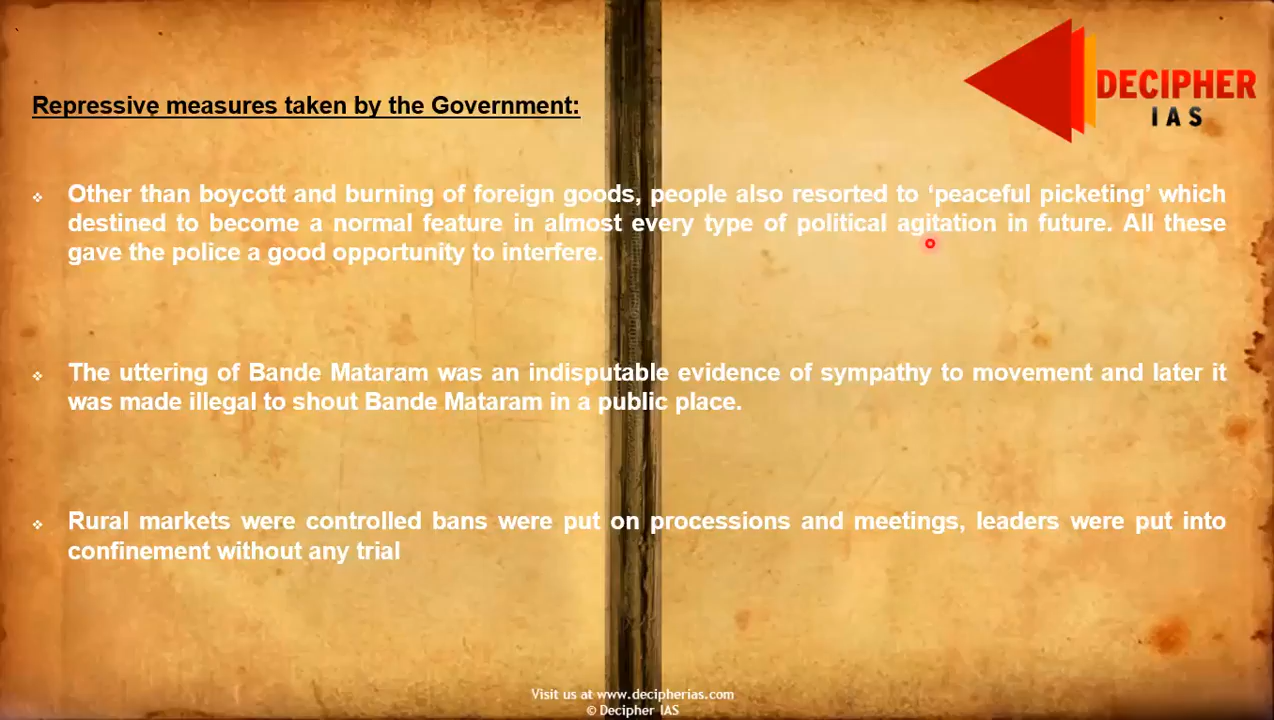 DECIPHER
IAS
Repressive measures taken by the Government:
Other than boycott and burning of foreign goods, people also resorted to ‘peaceful picketing’ which
destined to become a normal feature in almost every type of political agitation in future. All these
gave the police a good opportunity to interfere.
The uttering of Bande Mataram was an indisputable evidence of sympathy to movement and later it
was made illegal to shout Bande Mataram in a public place.
Rural markets were controlled bans were put on processions and meetings, leaders were put into
confinement without any trial
Visit us at www.decipherias.com
© Decipher IAS